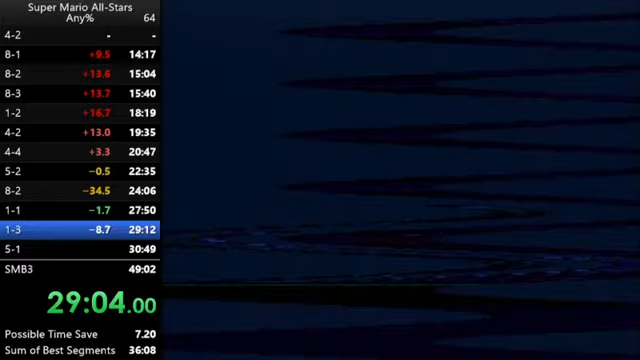 Super Mario All-Stars
Any% 64
4-2 - -
8-1 +9.5 14:17
8-2 +13.6 15:04
8-3 +13.7 15:40
1-2 +16.7 18:19
4-2 +13.0 19:35
4-4 +3.3 20:47
5-2 −0.5 22:35
8-2 −34.5 24:06
1-1 −1.7 27:50
1-3 −8.7 29:12
5-1 30:49
SMB3 49:02
29:04.00
Possible Time Save 7.20
Sum of Best Segments 36:08